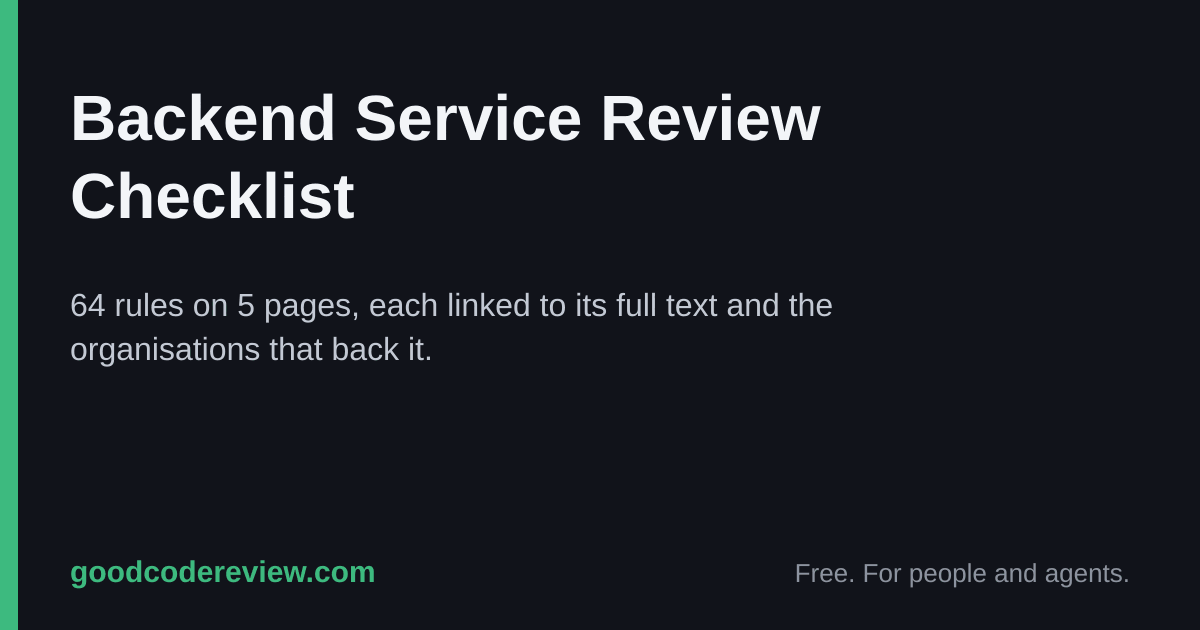 Backend Service Review
Checklist
64 rules on 5 pages, each linked to its full text and the
organisations that back it.
goodcodereview.com
Free. For people and agents.